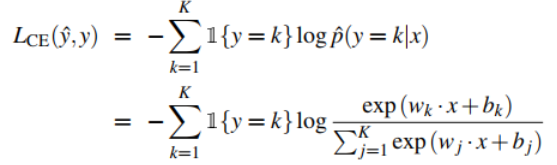 L_CE(ŷ, y) = − ∑_{k=1}^{K} 𝟙{y = k} log p̂(y = k|x)
= − ∑_{k=1}^{K} 𝟙{y = k} log exp(w_k · x + b_k) / ∑_{j=1}^{K} exp(w_j · x + b_j)